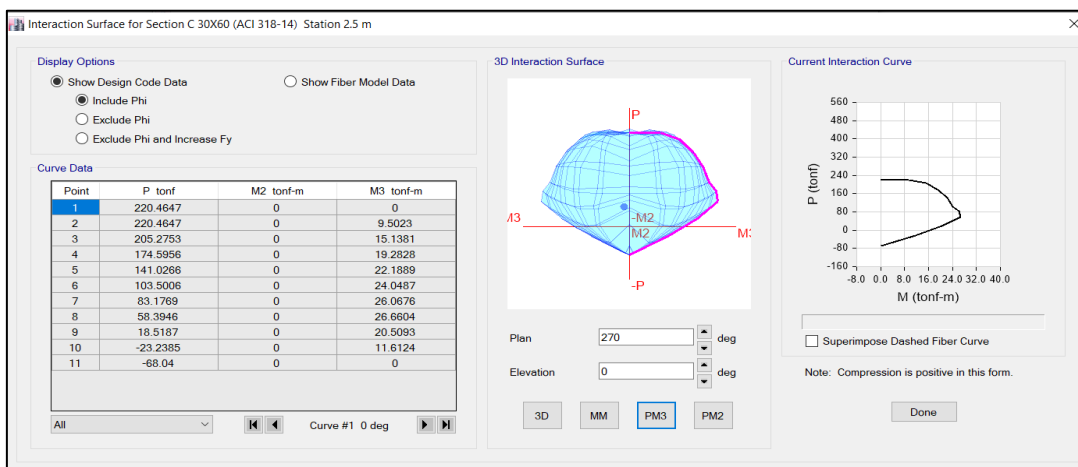 Interaction Surface for Section C 30X60 (ACI 318-14) Station 2.5 m
Display Options
Show Design Code Data
Show Fiber Model Data
Include Phi
Exclude Phi
Exclude Phi and Increase Fy
Curve Data
Point P tonf M2 tonf-m M3 tonf-m
1 220.4647 0 0
2 220.4647 0 9.5023
3 205.2753 0 15.1381
4 174.5956 0 19.2828
5 141.0266 0 22.1889
6 103.5006 0 24.0487
7 83.1769 0 26.0676
8 58.3946 0 26.6604
9 18.5187 0 20.5093
10 -23.2385 0 11.6124
11 -68.04 0 0
All
Curve #1 0 deg
3D Interaction Surface
P
M3
-M2
M2
M3
-P
Plan 270 deg
Elevation 0 deg
3D MM PM3 PM2
Current Interaction Curve
560
480
400
320
240
160
80
0
-80
-160
P (tonf)
-8.0 0.0 8.0 16.0 24.0 32.0 40.0
M (tonf-m)
Superimpose Dashed Fiber Curve
Note: Compression is positive in this form.
Done